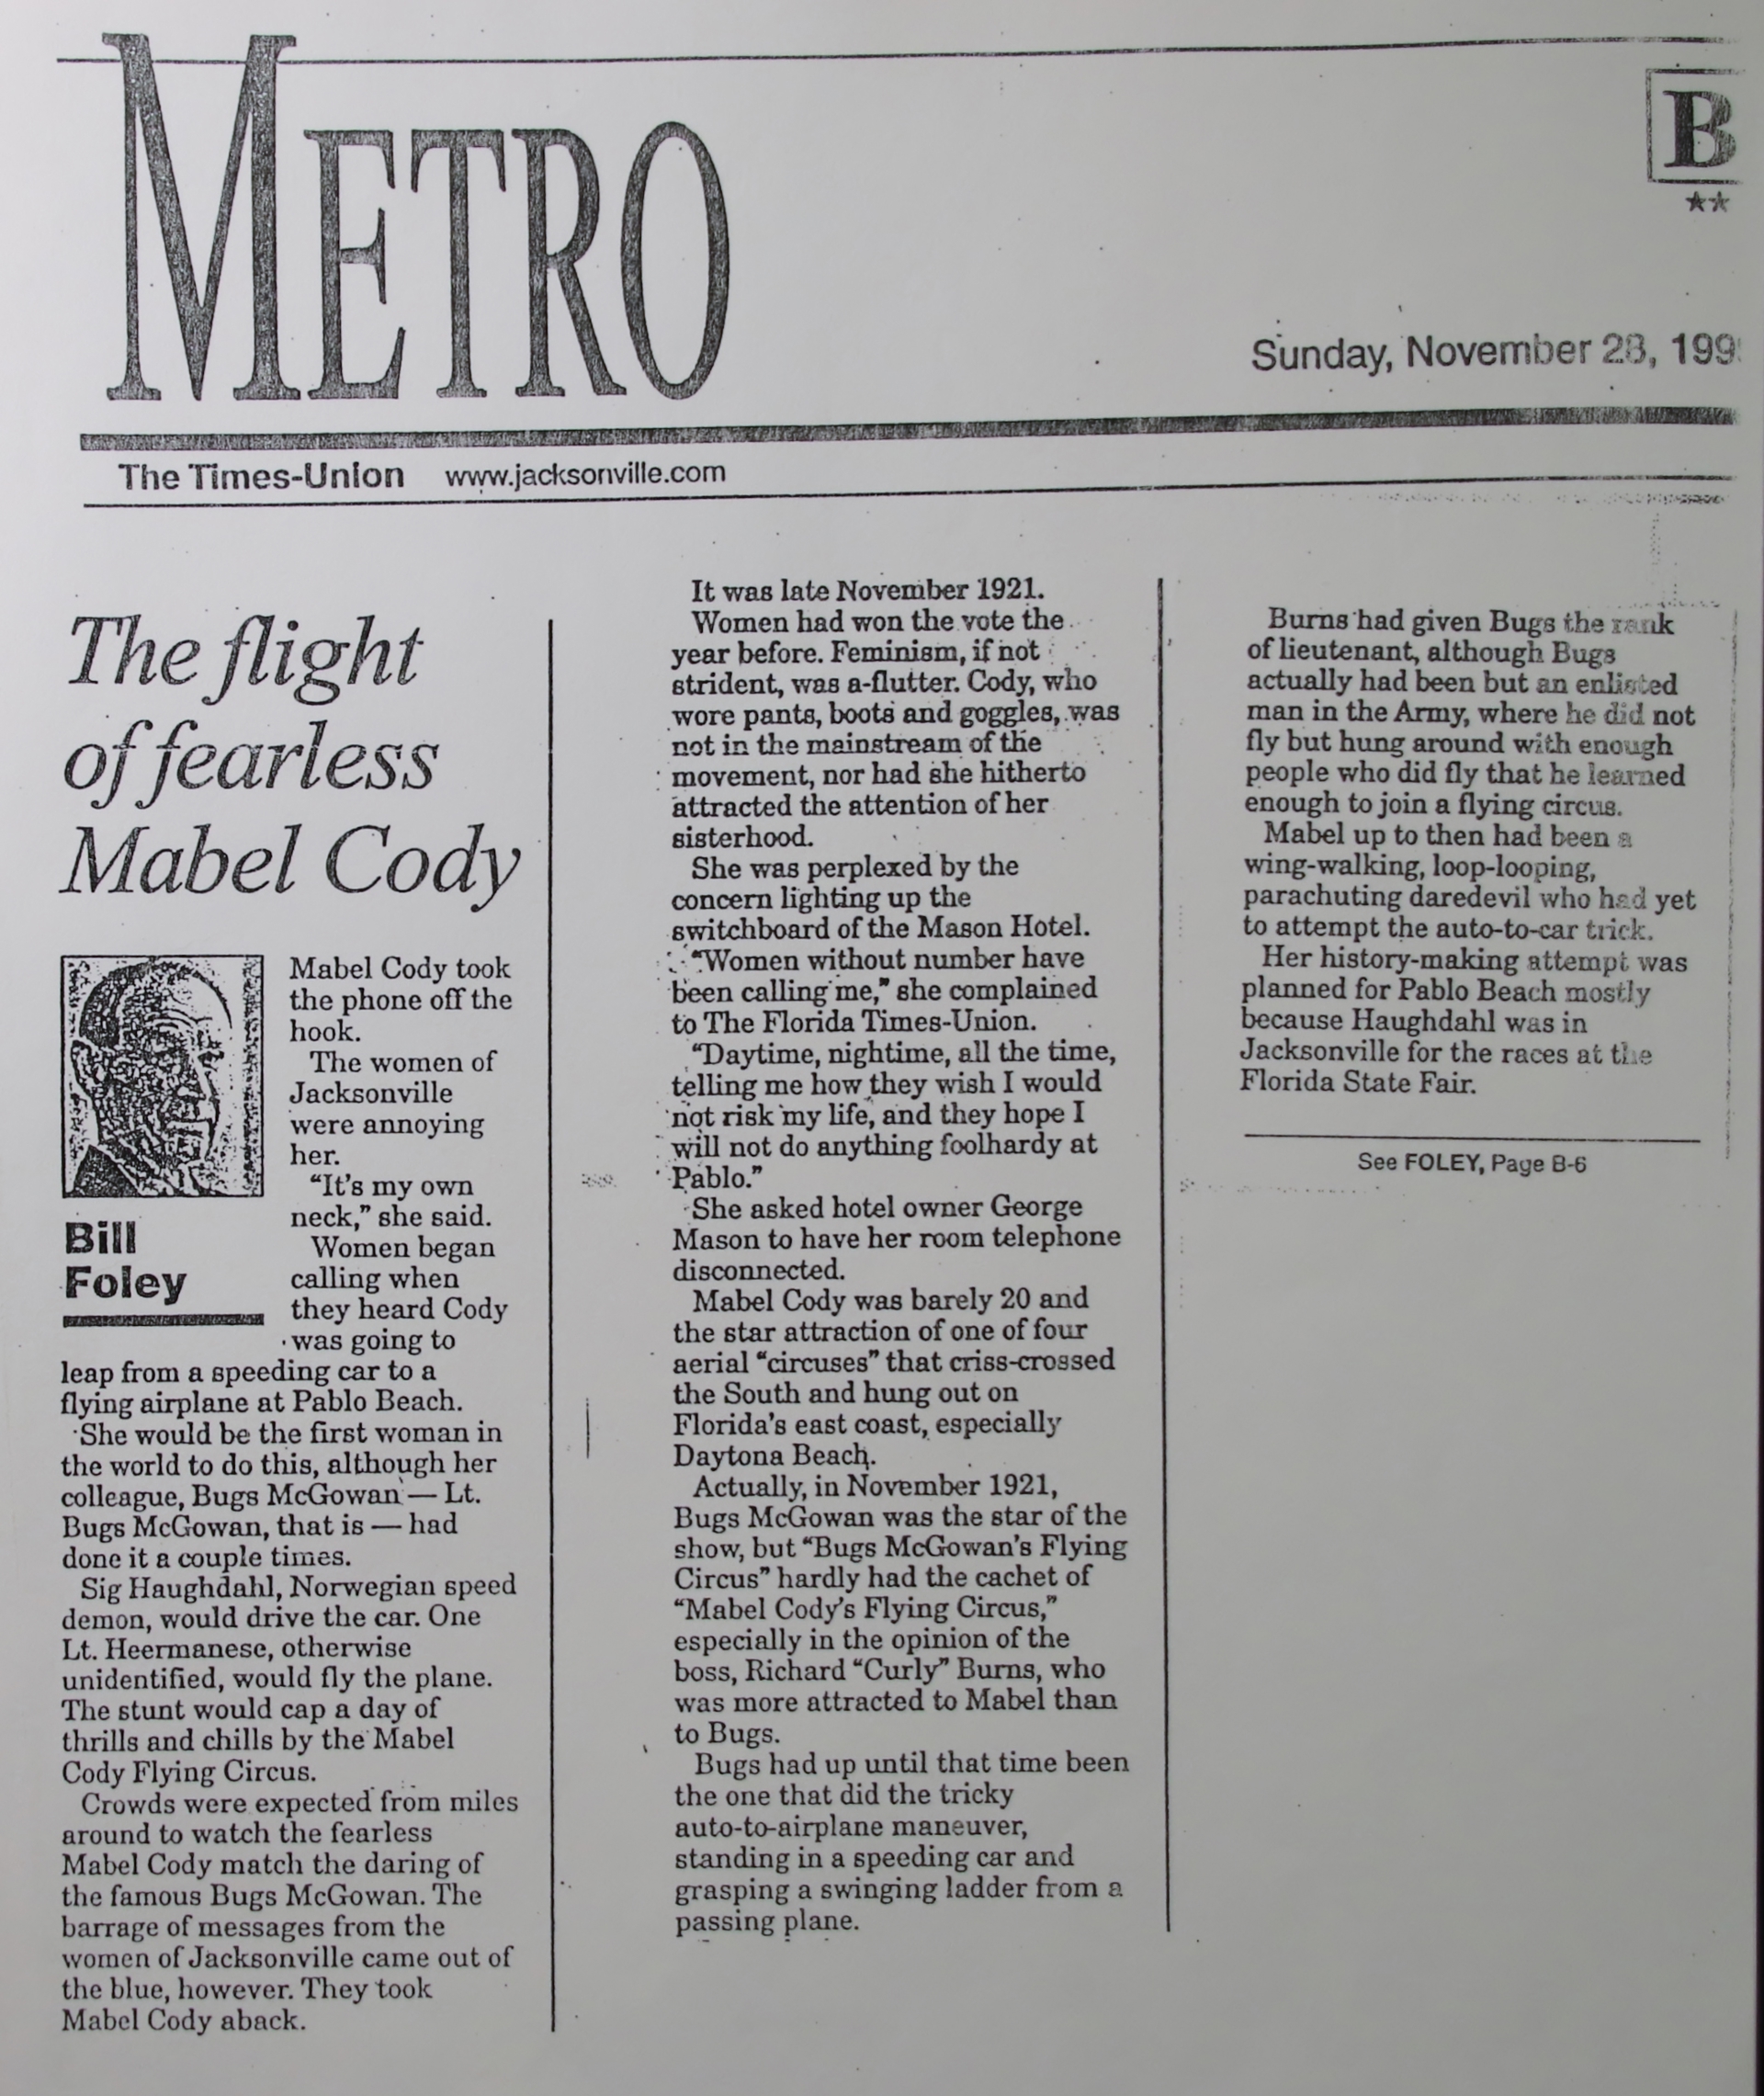 METRO
B
★★
Sunday, November 28, 199
The Times-Union www.jacksonville.com
The flight
of fearless
Mabel Cody
Bill
Foley
Mabel Cody took
the phone off the
hook.
The women of
Jacksonville
were annoying
her.
“It’s my own
neck,” she said.
Women began
calling when
they heard Cody
was going to
leap from a speeding car to a
flying airplane at Pablo Beach.
She would be the first woman in
the world to do this, although her
colleague, Bugs McGowan — Lt.
Bugs McGowan, that is — had
done it a couple times.
Sig Haughdahl, Norwegian speed
demon, would drive the car. One
Lt. Heermanese, otherwise
unidentified, would fly the plane.
The stunt would cap a day of
thrills and chills by the Mabel
Cody Flying Circus.
Crowds were expected from miles
around to watch the fearless
Mabel Cody match the daring of
the famous Bugs McGowan. The
barrage of messages from the
women of Jacksonville came out of
the blue, however. They took
Mabel Cody aback.
It was late November 1921.
Women had won the vote the
year before. Feminism, if not
strident, was a-flutter. Cody, who
wore pants, boots and goggles, was
not in the mainstream of the
movement, nor had she hitherto
attracted the attention of her
sisterhood.
She was perplexed by the
concern lighting up the
switchboard of the Mason Hotel.
“Women without number have
been calling me,” she complained
to The Florida Times-Union.
“Daytime, nightime, all the time,
telling me how they wish I would
not risk my life, and they hope I
will not do anything foolhardy at
Pablo.”
She asked hotel owner George
Mason to have her room telephone
disconnected.
Mabel Cody was barely 20 and
the star attraction of one of four
aerial “circuses” that criss-crossed
the South and hung out on
Florida’s east coast, especially
Daytona Beach.
Actually, in November 1921,
Bugs McGowan was the star of the
show, but “Bugs McGowan’s Flying
Circus” hardly had the cachet of
“Mabel Cody’s Flying Circus,”
especially in the opinion of the
boss, Richard “Curly” Burns, who
was more attracted to Mabel than
to Bugs.
Bugs had up until that time been
the one that did the tricky
auto-to-airplane maneuver,
standing in a speeding car and
grasping a swinging ladder from a
passing plane.
Burns had given Bugs the rank
of lieutenant, although Bugs
actually had been but an enlisted
man in the Army, where he did not
fly but hung around with enough
people who did fly that he learned
enough to join a flying circus.
Mabel up to then had been a
wing-walking, loop-looping,
parachuting daredevil who had yet
to attempt the auto-to-car trick.
Her history-making attempt was
planned for Pablo Beach mostly
because Haughdahl was in
Jacksonville for the races at the
Florida State Fair.
See FOLEY, Page B-6